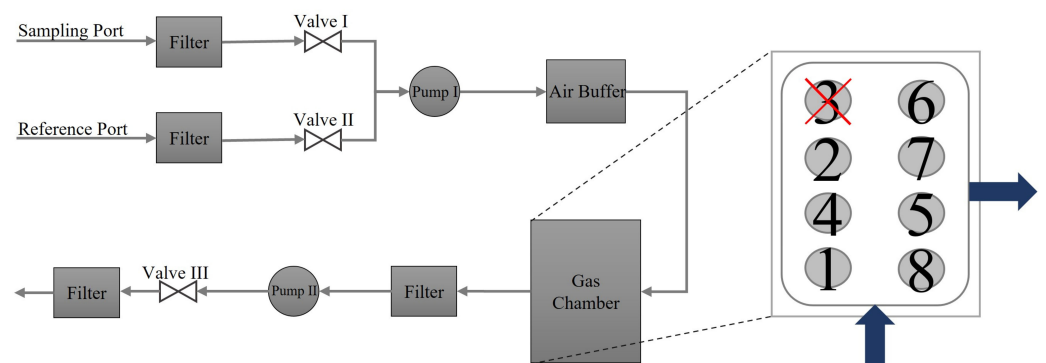 Sampling Port
Filter
Valve I
Reference Port
Filter
Valve II
Pump I
Air Buffer
Gas
Chamber
Filter
Pump II
Valve III
Filter
3 6
2 7
4 5
1 8